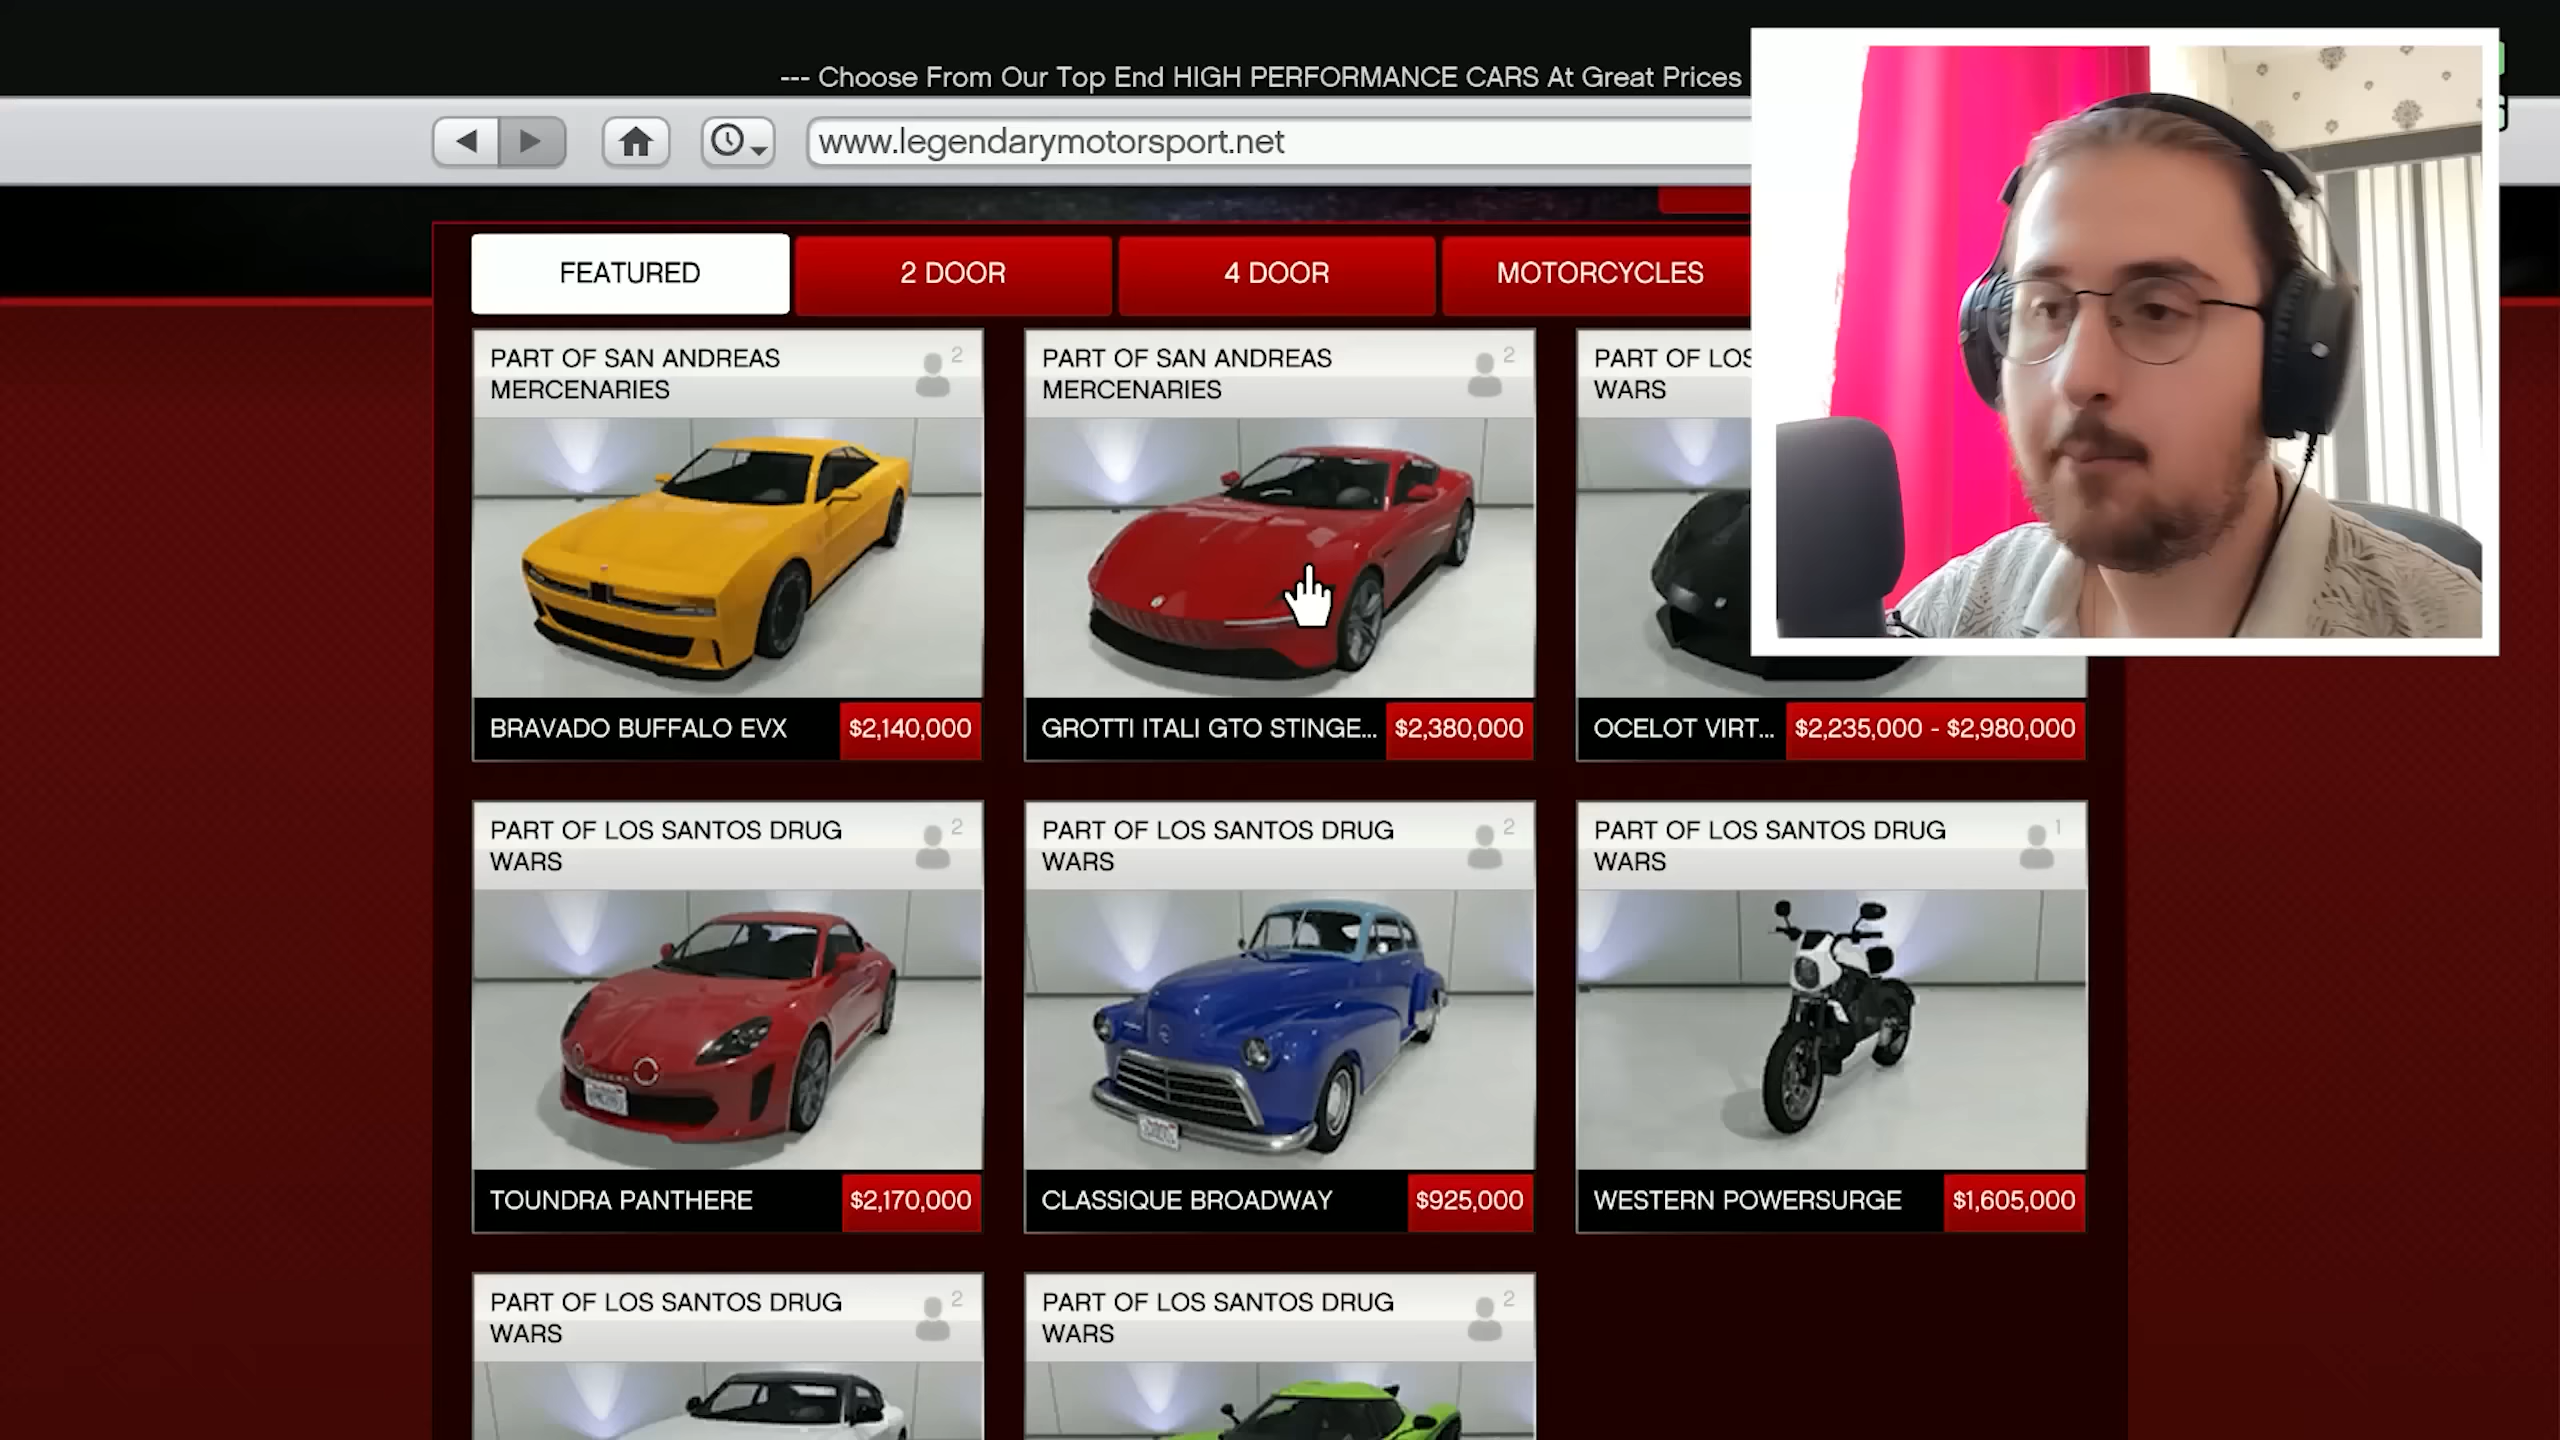 --- Choose From Our Top End HIGH PERFORMANCE CARS At Great Prices
www.legendarymotorsport.net
FEATURED
2 DOOR
4 DOOR
MOTORCYCLES
PART OF SAN ANDREAS
MERCENARIES
2
PART OF SAN ANDREAS
MERCENARIES
2
PART OF LOS
WARS
BRAVADO BUFFALO EVX
$2,140,000
GROTTI ITALI GTO STINGE...
$2,380,000
OCELOT VIRT...
$2,235,000 - $2,980,000
PART OF LOS SANTOS DRUG
WARS
2
PART OF LOS SANTOS DRUG
WARS
2
PART OF LOS SANTOS DRUG
WARS
1
TOUNDRA PANTHERE
$2,170,000
CLASSIQUE BROADWAY
$925,000
WESTERN POWERSURGE
$1,605,000
PART OF LOS SANTOS DRUG
WARS
2
PART OF LOS SANTOS DRUG
WARS
2